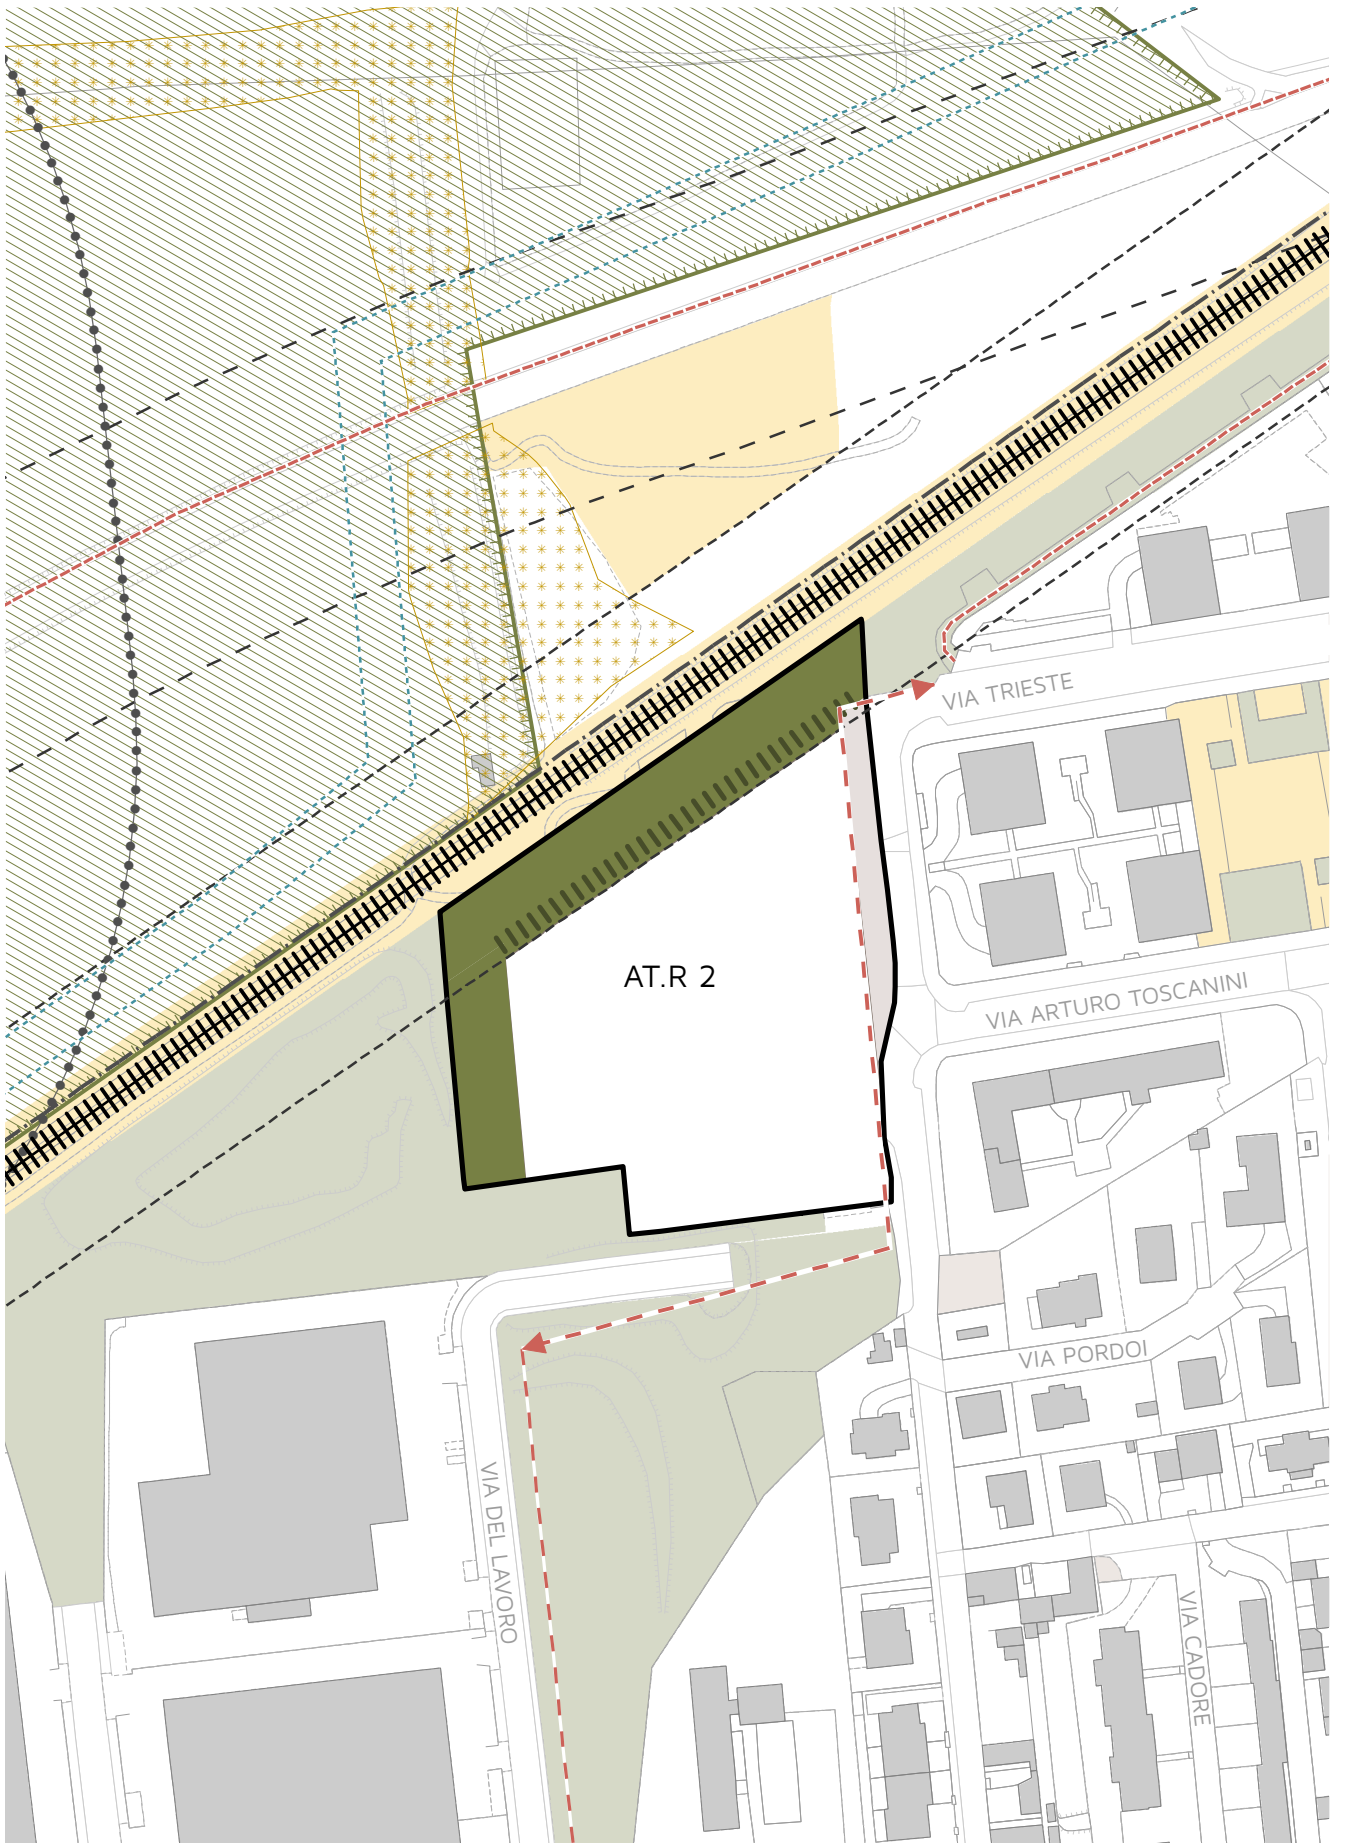 VIA TRIESTE
AT.R 2
VIA ARTURO TOSCANINI
VIA PORDOI
VIA DEL LAVORO
VIA CADORE